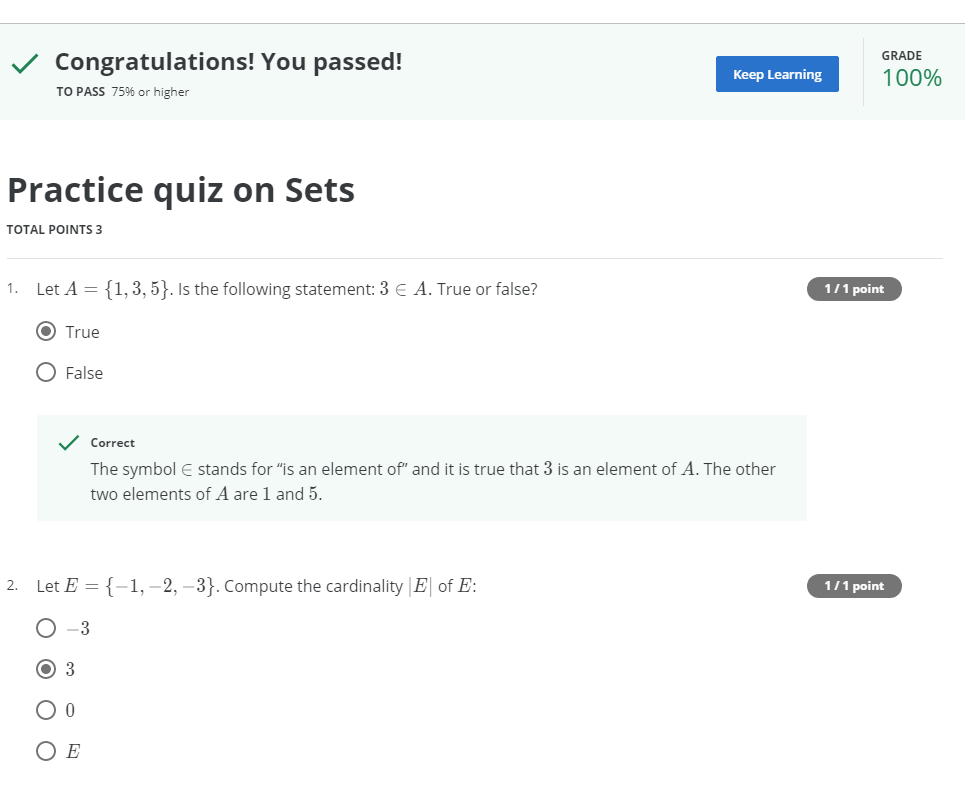 Congratulations! You passed!
TO PASS 75% or higher
Keep Learning
GRADE
100%
Practice quiz on Sets
TOTAL POINTS 3
1. Let A = {1, 3, 5}. Is the following statement: 3 ∈ A. True or false?
1 / 1 point
True
False
Correct
The symbol ∈ stands for “is an element of” and it is true that 3 is an element of A. The other
two elements of A are 1 and 5.
2. Let E = {−1, −2, −3}. Compute the cardinality |E| of E:
1 / 1 point
−3
3
0
E